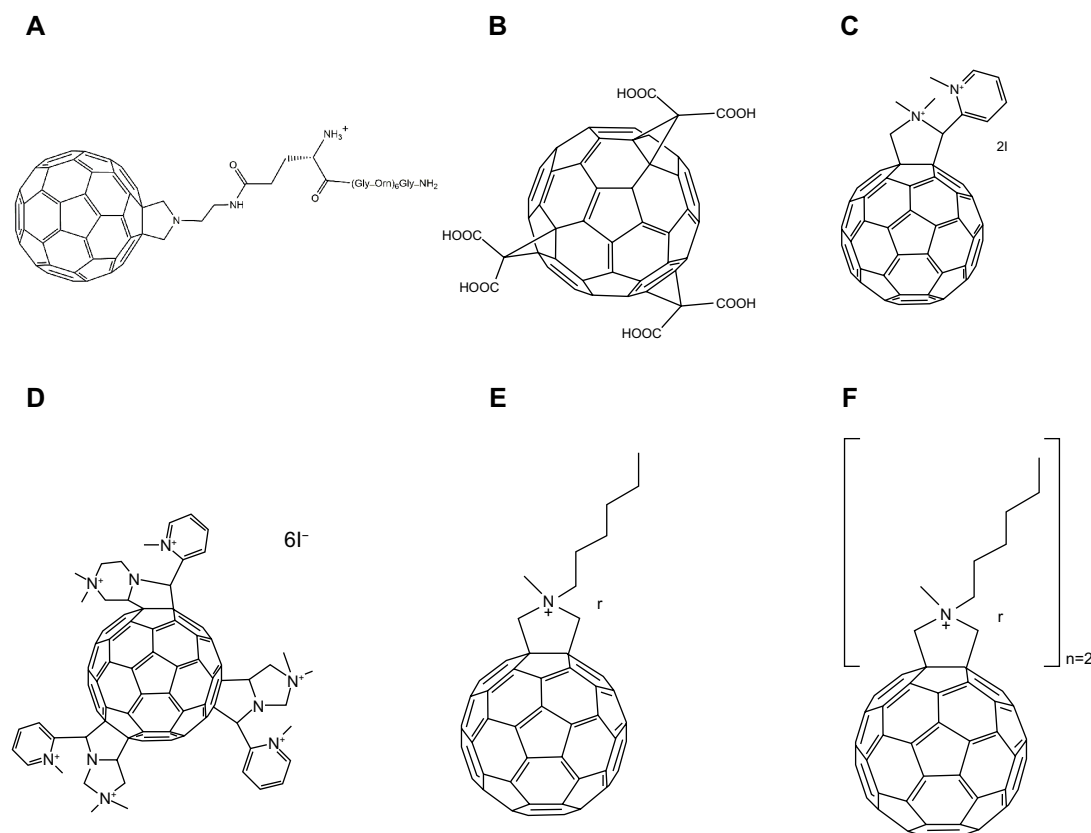 A
B
C
NH3+
O
O
NH
N
(Gly–Orn)6Gly–NH2
HOOC
COOH
HOOC
HOOC
COOH
HOOC
N+
N+
2I
D
E
F
6I−
N+
N
N+
N+
N
N+
N
N+
N+
N+
r
N+
r
n=2